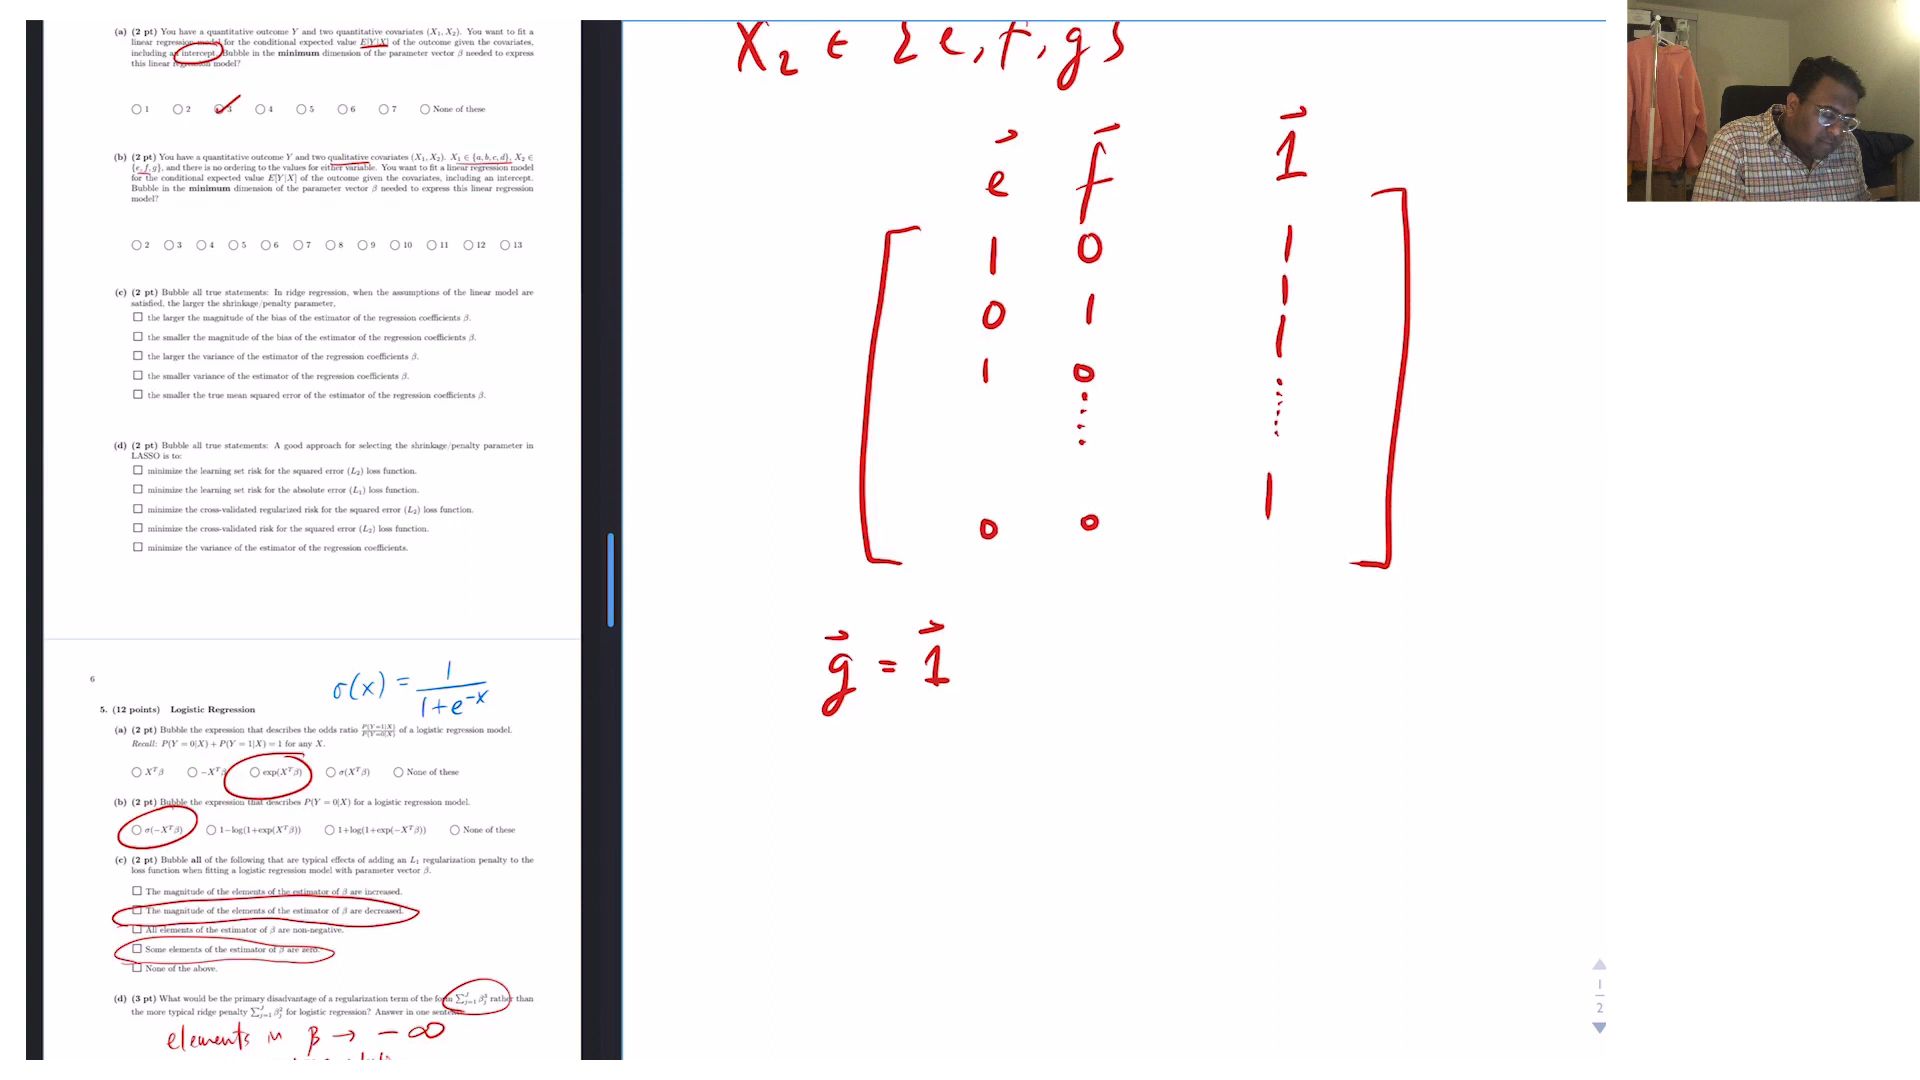 (a) (2 pt) You have a quantitative outcome Y and two quantitative covariates (X₁, X₂). You want to fit a
linear regression model for the conditional expected value E[Y|X] of the outcome given the covariates,
including an intercept. Bubble in the minimum dimension of the parameter vector β needed to express
this linear regression model?
○ 1 ○ 2 ○ 3 ○ 4 ○ 5 ○ 6 ○ 7 ○ None of these
(b) (2 pt) You have a quantitative outcome Y and two qualitative covariates (X₁, X₂). X₁ ∈ {a, b, c, d}, X₂ ∈
{e, f, g}, and there is no ordering to the values for either variable. You want to fit a linear regression model
for the conditional expected value E[Y|X] of the outcome given the covariates, including an intercept.
Bubble in the minimum dimension of the parameter vector β needed to express this linear regression
model?
○ 2 ○ 3 ○ 4 ○ 5 ○ 6 ○ 7 ○ 8 ○ 9 ○ 10 ○ 11 ○ 12 ○ 13
(c) (2 pt) Bubble all true statements: In ridge regression, when the assumptions of the linear model are
satisfied, the larger the shrinkage/penalty parameter,
□ the larger the magnitude of the bias of the estimator of the regression coefficients β.
□ the smaller the magnitude of the bias of the estimator of the regression coefficients β.
□ the larger the variance of the estimator of the regression coefficients β.
□ the smaller the variance of the estimator of the regression coefficients β.
□ the smaller the true mean squared error of the estimator of the regression coefficients β.
(d) (2 pt) Bubble all true statements: A good approach for selecting the shrinkage/penalty parameter in
LASSO is to:
□ minimize the learning set risk for the squared error (L₂) loss function.
□ minimize the learning set risk for the absolute error (L₁) loss function.
□ minimize the cross-validated regularized risk for the squared error (L₂) loss function.
□ minimize the cross-validated risk for the squared error (L₂) loss function.
□ minimize the variance of the estimator of the regression coefficients.
6
σ(x) = 1 / (1+e^-x)
5. (12 points) Logistic Regression
(a) (2 pt) Bubble the expression that describes the odds ratio P(Y=1|X)/P(Y=0|X) of a logistic regression model.
Recall: P(Y = 0|X) + P(Y = 1|X) = 1 for any X.
○ Xᵀβ ○ −Xᵀβ ○ exp(Xᵀβ) ○ σ(Xᵀβ) ○ None of these
(b) (2 pt) Bubble the expression that describes P(Y = 0|X) for a logistic regression model.
○ σ(−Xᵀβ) ○ 1−log(1+exp(Xᵀβ)) ○ 1+log(1+exp(−Xᵀβ)) ○ None of these
(c) (2 pt) Bubble all of the following that are typical effects of adding an L₁ regularization penalty to the
loss function when fitting a logistic regression model with parameter vector β.
□ The magnitude of the elements of the estimator of β are increased.
□ The magnitude of the elements of the estimator of β are decreased.
□ All elements of the estimator of β are non-negative.
□ Some elements of the estimator of β are zero.
□ None of the above.
(d) (3 pt) What would be the primary disadvantage of a regularization term of the form Σⱼ₌₁ᴶ βⱼ³ rather than
the more typical ridge penalty Σⱼ₌₁ᴶ βⱼ² for logistic regression? Answer in one sentence.
elements in β → −∞
X₂ ∈ {e, f, g}
e⃗ f⃗ 1⃗
e f 1
1 0 1
0 1 1
1 0 1
0 0 1
g⃗ = 1⃗
1
2